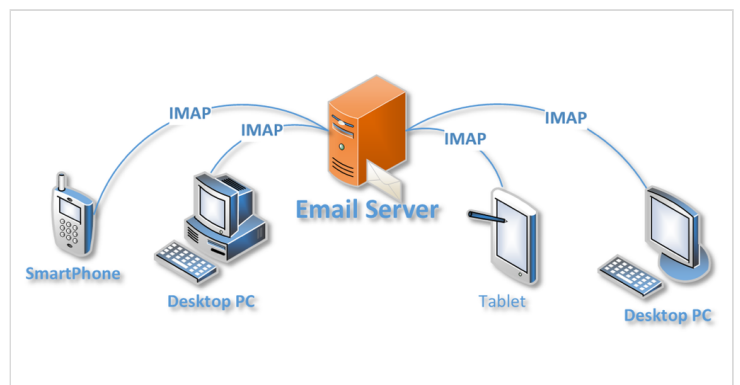 IMAP
IMAP
IMAP
IMAP
Email Server
SmartPhone
Desktop PC
Tablet
Desktop PC